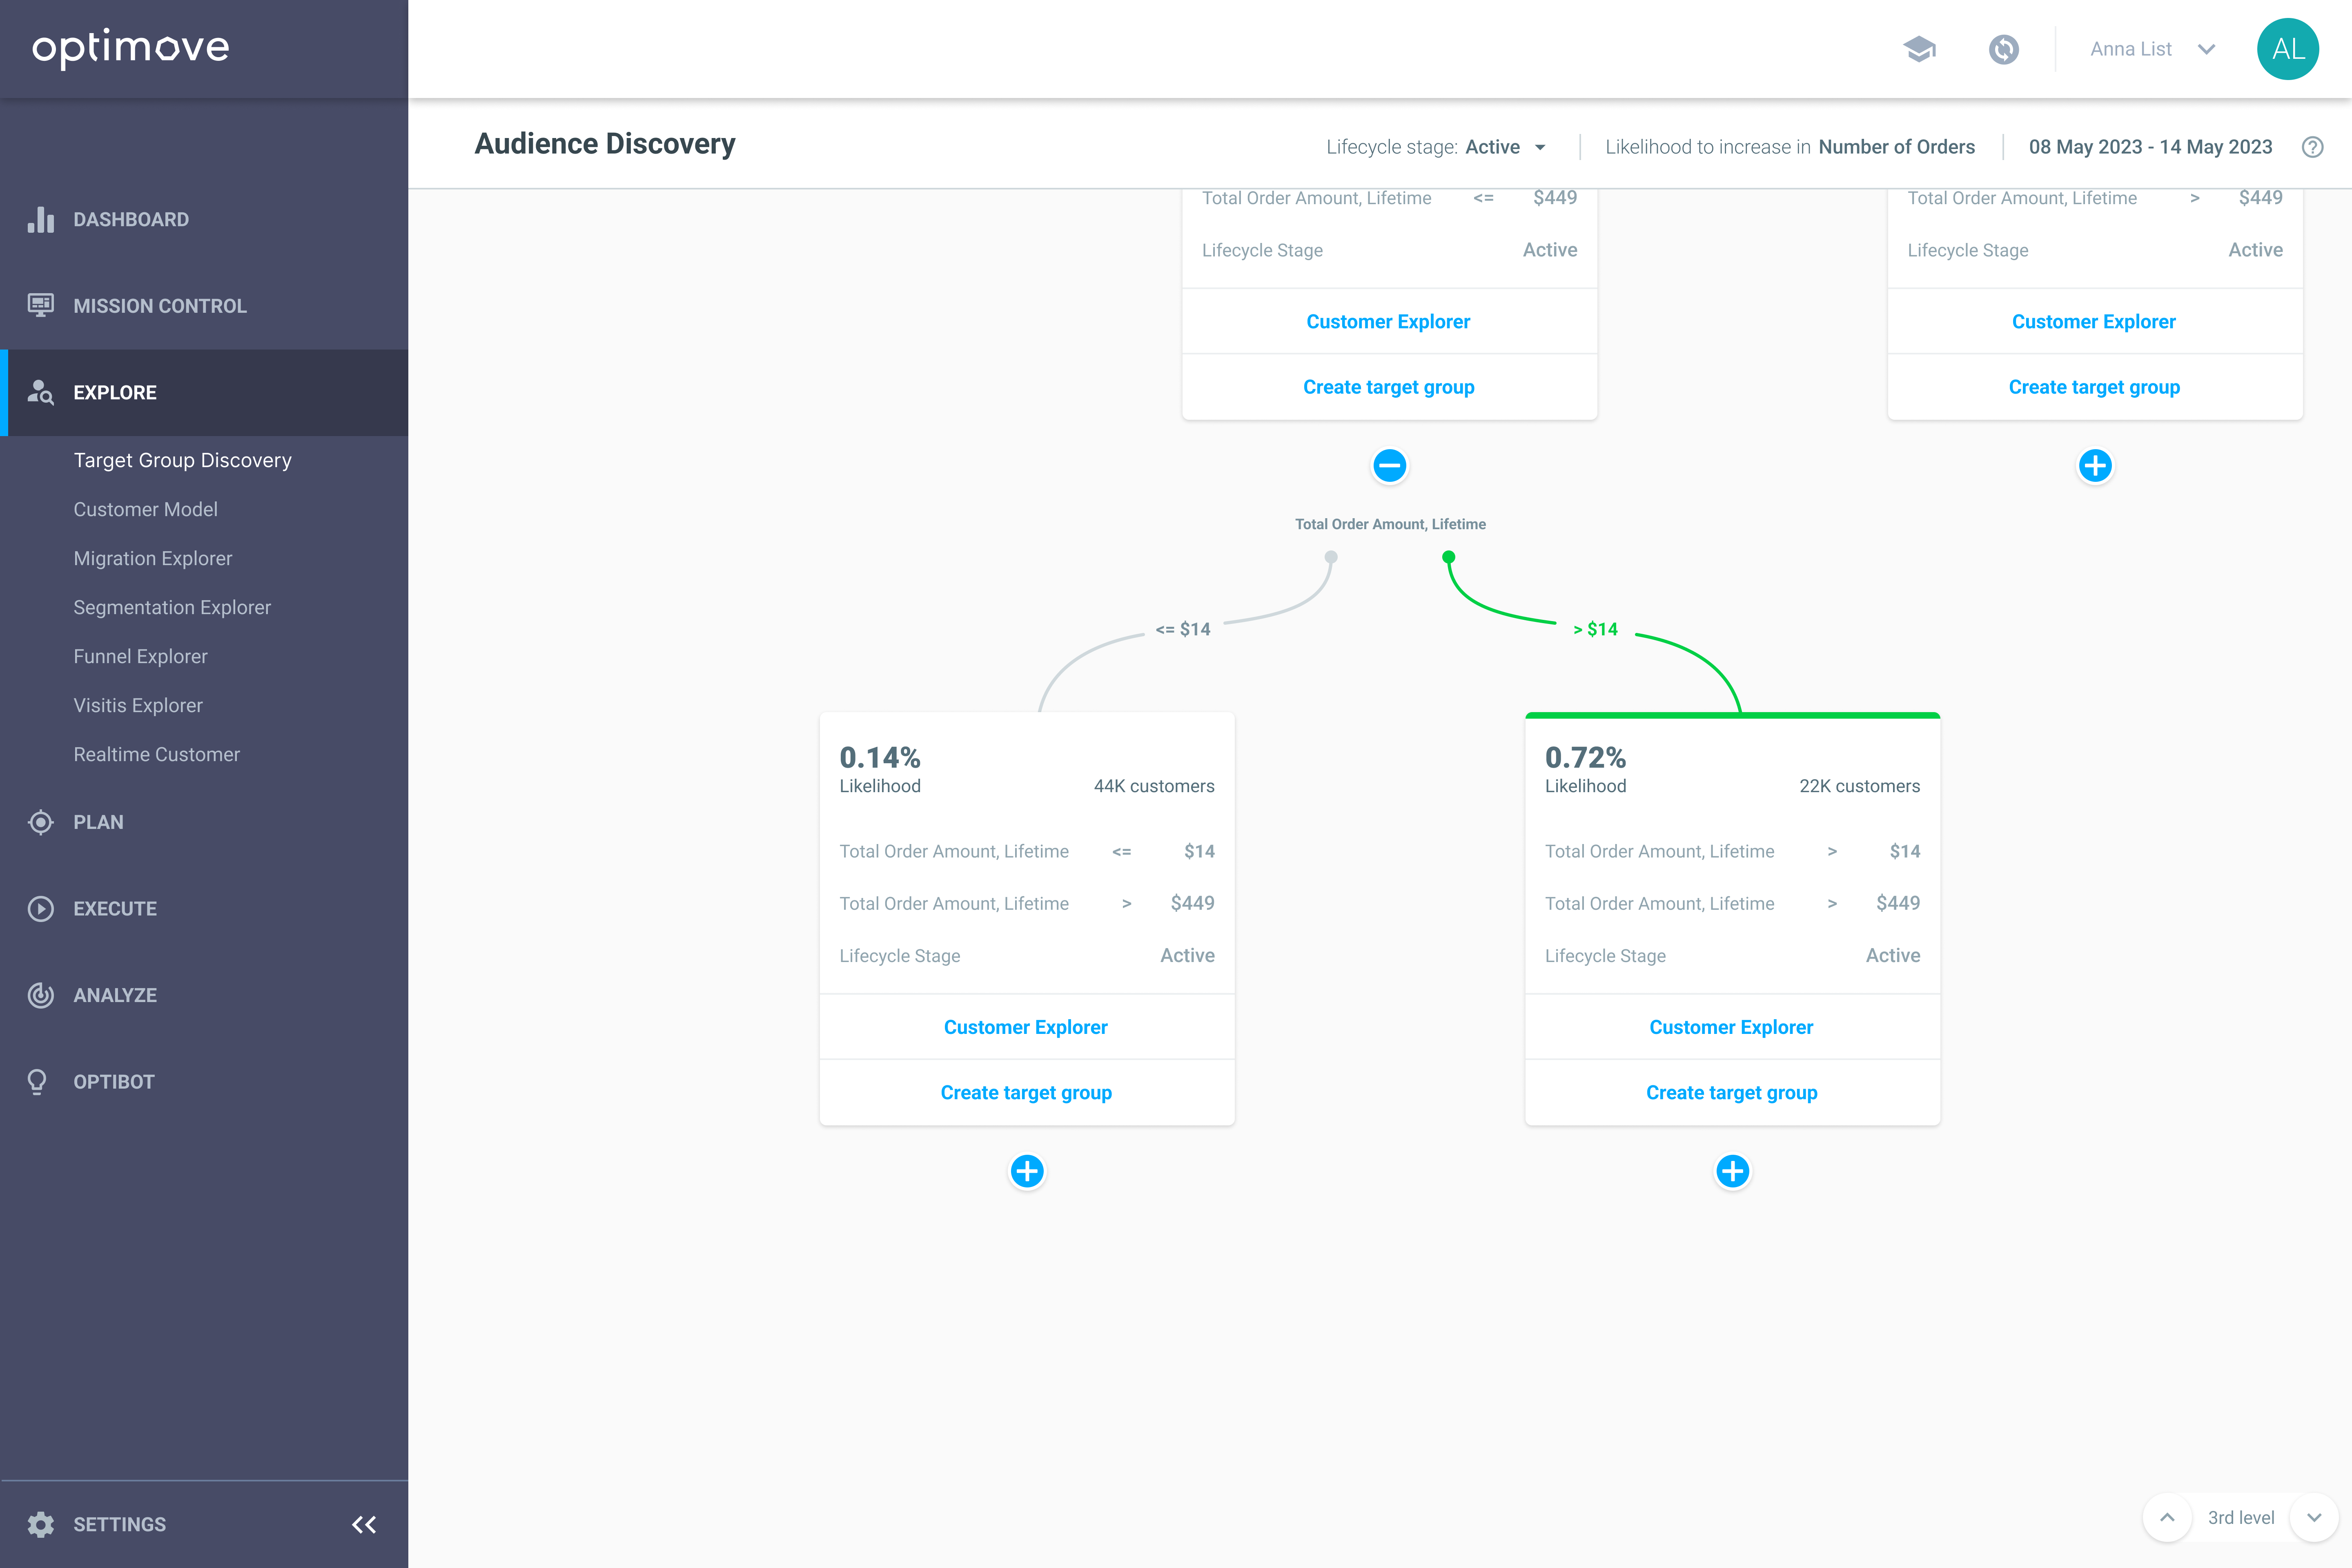 optimove
Anna List
AL
DASHBOARD
MISSION CONTROL
EXPLORE
Target Group Discovery
Customer Model
Migration Explorer
Segmentation Explorer
Funnel Explorer
Visitis Explorer
Realtime Customer
PLAN
EXECUTE
ANALYZE
OPTIBOT
SETTINGS
Audience Discovery
Lifecycle stage: Active
Likelihood to increase in Number of Orders
08 May 2023 - 14 May 2023
Total Order Amount, Lifetime <= $449
Lifecycle Stage Active
Customer Explorer
Create target group
Total Order Amount, Lifetime > $449
Lifecycle Stage Active
Customer Explorer
Create target group
Total Order Amount, Lifetime
<= $14
> $14
0.14%
Likelihood 44K customers
Total Order Amount, Lifetime <= $14
Total Order Amount, Lifetime > $449
Lifecycle Stage Active
Customer Explorer
Create target group
0.72%
Likelihood 22K customers
Total Order Amount, Lifetime > $14
Total Order Amount, Lifetime > $449
Lifecycle Stage Active
Customer Explorer
Create target group
3rd level